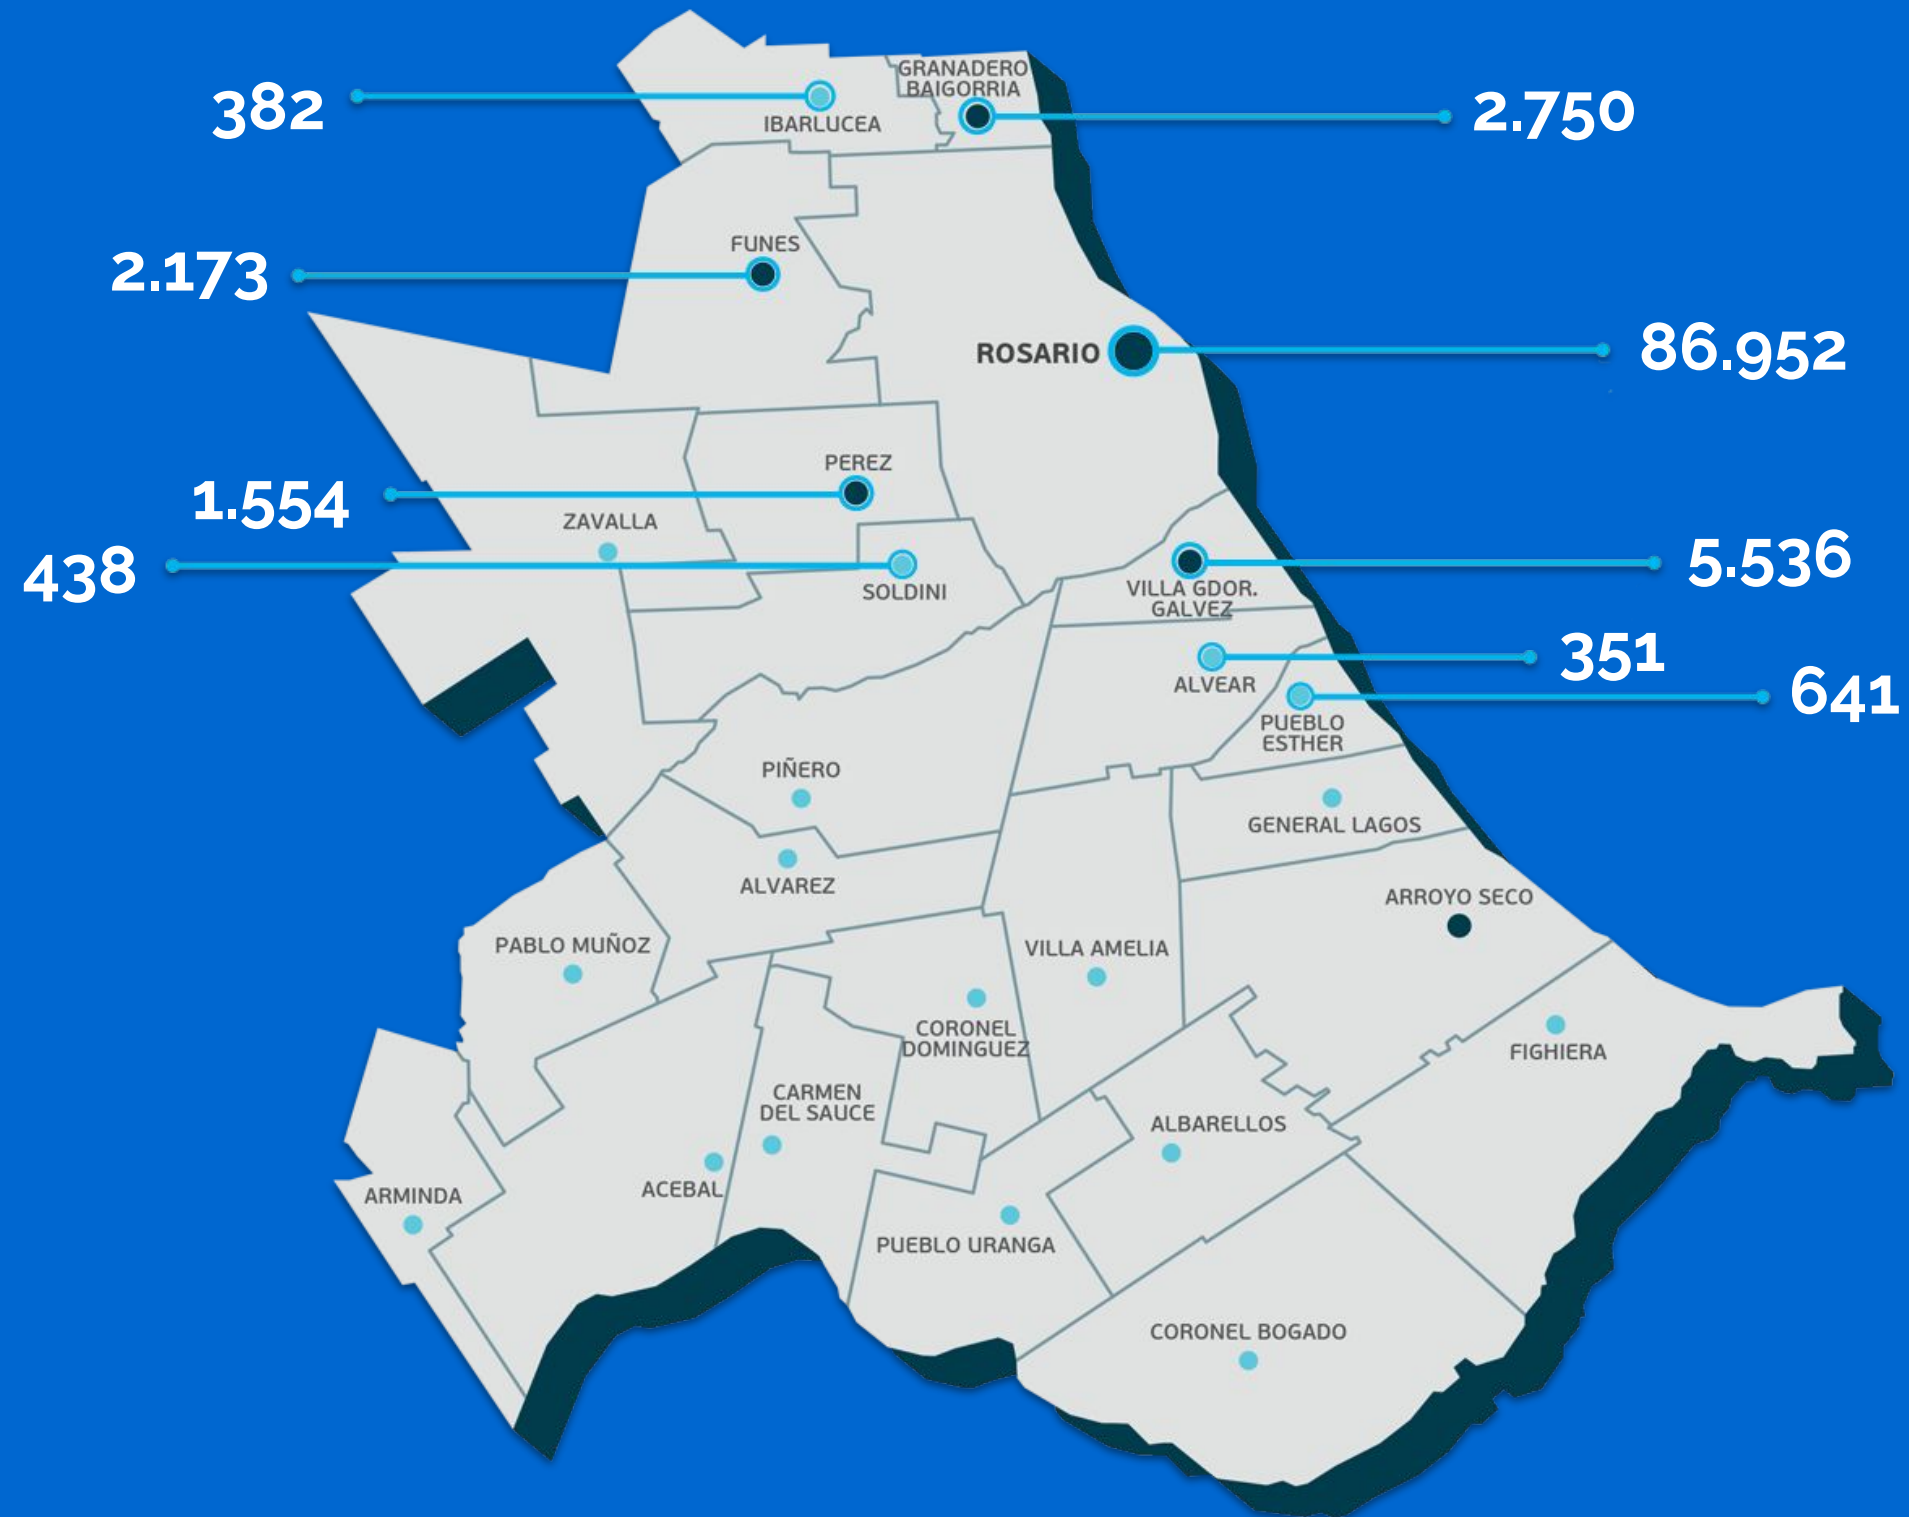 GRANADERO
BAIGORRIA
382
IBARLUCEA
2.750
FUNES
2.173
ROSARIO
86.952
PEREZ
1.554
ZAVALLA
438
SOLDINI
5.536
VILLA GDOR.
GALVEZ
351
ALVEAR
641
PUEBLO
ESTHER
PIÑERO
GENERAL LAGOS
ALVAREZ
ARROYO SECO
PABLO MUÑOZ
VILLA AMELIA
CORONEL
DOMINGUEZ
FIGHIERA
CARMEN
DEL SAUCE
ALBARELLOS
ACEBAL
ARMINDA
PUEBLO URANGA
CORONEL BOGADO